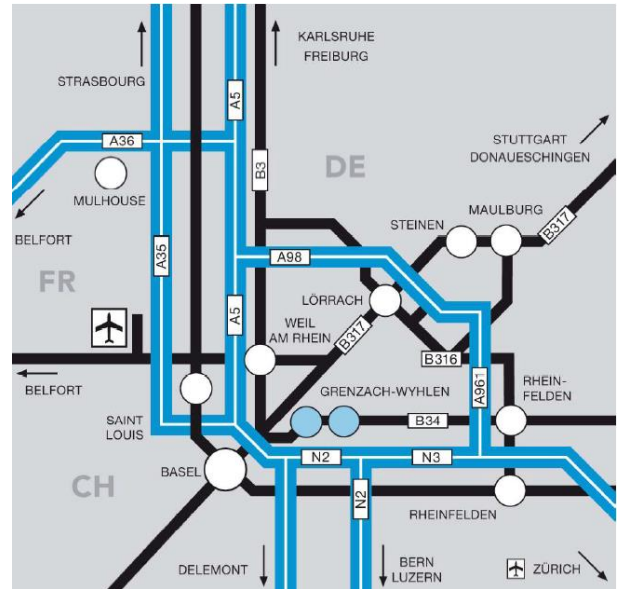 KARLSRUHE
FREIBURG
STRASBOURG
A5
A36
B3
DE
STUTTGART
DONAUESCHINGEN
MULHOUSE
MAULBURG
STEINEN
B317
BELFORT
A35
A98
FR
LÖRRACH
A5
WEIL
AM RHEIN
B317
B316
BELFORT
GRENZACH-WYHLEN
A961
RHEIN-
FELDEN
SAINT
LOUIS
B34
BASEL
N2
N3
CH
N2
RHEINFELDEN
DELEMONT
BERN
LUZERN
ZÜRICH